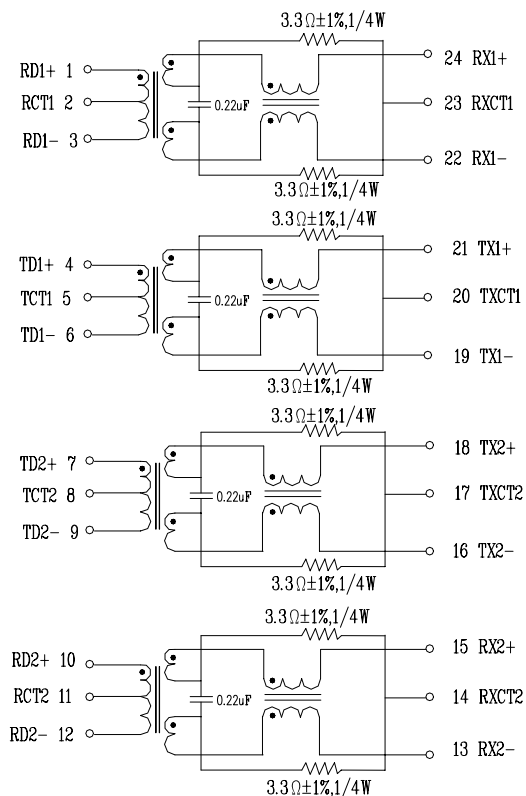 3.3Ω±1%,1/4W
RD1+ 1
24 RX1+
RCT1 2
0.22uF
23 RXCT1
RD1- 3
22 RX1-
3.3Ω±1%,1/4W
3.3Ω±1%,1/4W
TD1+ 4
21 TX1+
TCT1 5
0.22uF
20 TXCT1
TD1- 6
19 TX1-
3.3Ω±1%,1/4W
3.3Ω±1%,1/4W
TD2+ 7
18 TX2+
TCT2 8
0.22uF
17 TXCT2
TD2- 9
16 TX2-
3.3Ω±1%,1/4W
3.3Ω±1%,1/4W
RD2+ 10
15 RX2+
RCT2 11
0.22uF
14 RXCT2
RD2- 12
13 RX2-
3.3Ω±1%,1/4W